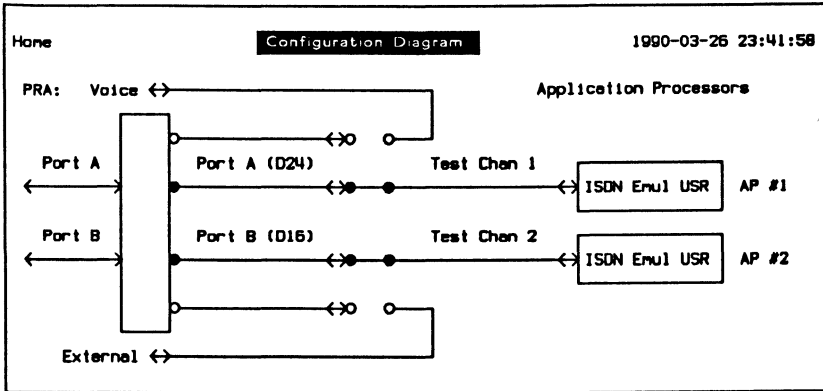 Home Configuration Diagram 1990-03-26 23:41:58
PRA: Voice Application Processors
Port A Port A (D24) Test Chan 1 ISDN Emul USR AP #1
Port B Port B (D16) Test Chan 2 ISDN Emul USR AP #2
External